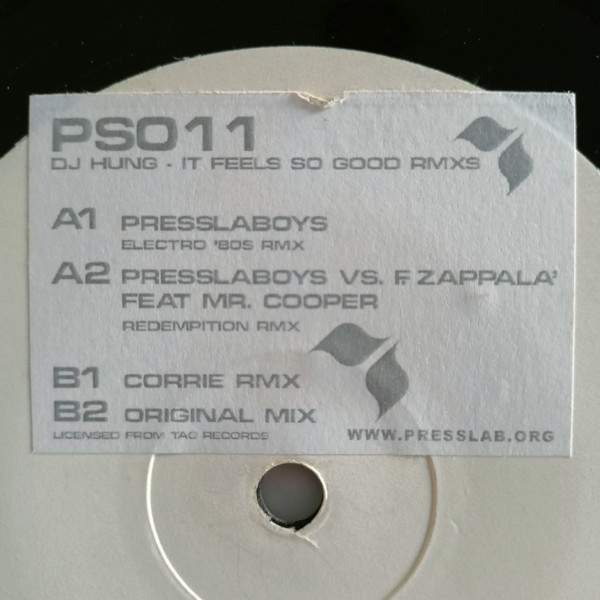 PS011
DJ HUNG - IT FEELS SO GOOD RMXS
A1 PRESSLABOYS
ELECTRO '80S RMX
A2 PRESSLABOYS VS. F. ZAPPALA'
FEAT MR. COOPER
REDEMPITION RMX
B1 CORRIE RMX
B2 ORIGINAL MIX
LICENSED FROM TAO RECORDS
WWW.PRESSLAB.ORG